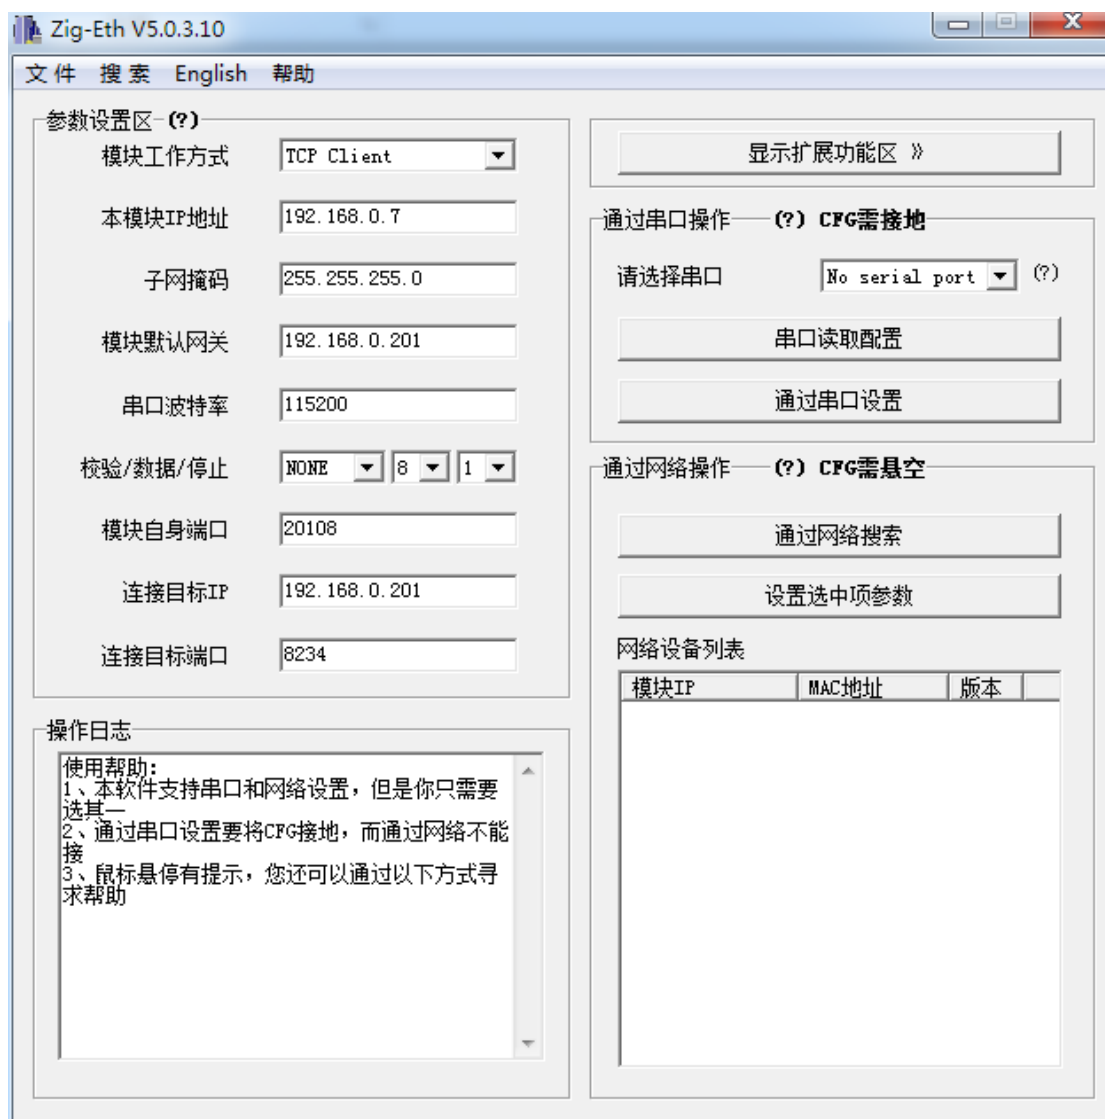 Zig-Eth V5.0.3.10
文件 搜索 English 帮助
参数设置区 (?)
模块工作方式 TCP Client
本模块IP地址 192.168.0.7
子网掩码 255.255.255.0
模块默认网关 192.168.0.201
串口波特率 115200
校验/数据/停止 NONE 8 1
模块自身端口 20108
连接目标IP 192.168.0.201
连接目标端口 8234
操作日志
使用帮助:
1、本软件支持串口和网络设置，但是你只需要
选其一
2、通过串口设置要将CFG接地，而通过网络不能
接
3、鼠标悬停有提示，您还可以通过以下方式寻
求帮助
显示扩展功能区 》
通过串口操作 (?) CFG需接地
请选择串口 No serial port (?)
串口读取配置
通过串口设置
通过网络操作 (?) CFG需悬空
通过网络搜索
设置选中项参数
网络设备列表
模块IP MAC地址 版本